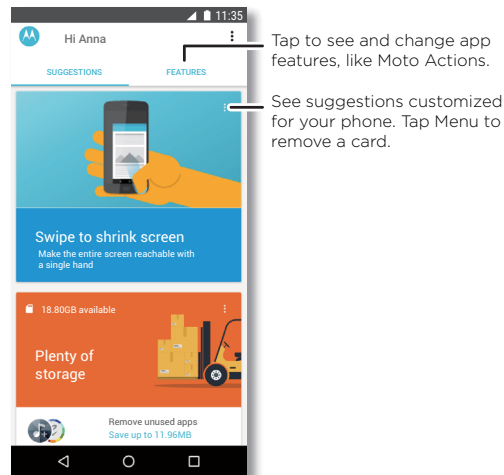 11:35
Hi Anna
SUGGESTIONS FEATURES
Tap to see and change app
features, like Moto Actions.
See suggestions customized
for your phone. Tap Menu to
remove a card.
Swipe to shrink screen
Make the entire screen reachable with
a single hand
18.80GB available
Plenty of
storage
Remove unused apps
Save up to 11.96MB